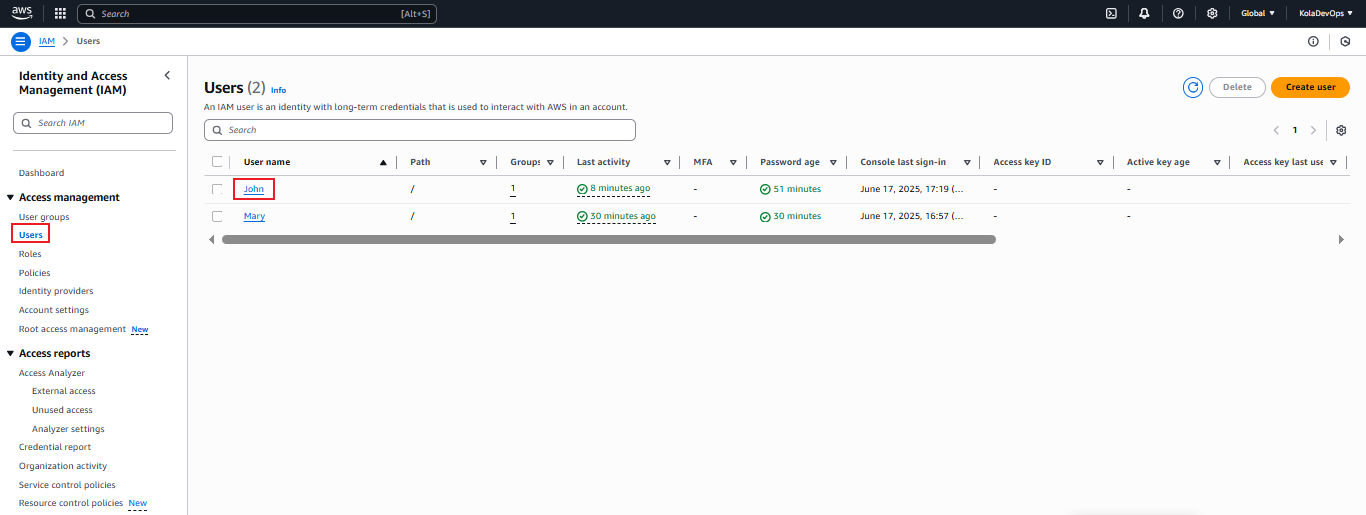 aws Search [Alt+S] Global KolaDevOps
IAM > Users
Identity and Access Management (IAM)
Search IAM
Dashboard
Access management
User groups
Users
Roles
Policies
Identity providers
Account settings
Root access management New
Access reports
Access Analyzer
External access
Unused access
Analyzer settings
Credential report
Organization activity
Service control policies
Resource control policies New
Users (2) Info
An IAM user is an identity with long-term credentials that is used to interact with AWS in an account.
Delete
Create user
Search
1
User name Path Groups Last activity MFA Password age Console last sign-in Access key ID Active key age Access key last use
John / 1 8 minutes ago - 51 minutes June 17, 2025, 17:19 (... - -
Mary / 1 30 minutes ago - 30 minutes June 17, 2025, 16:57 (... - -